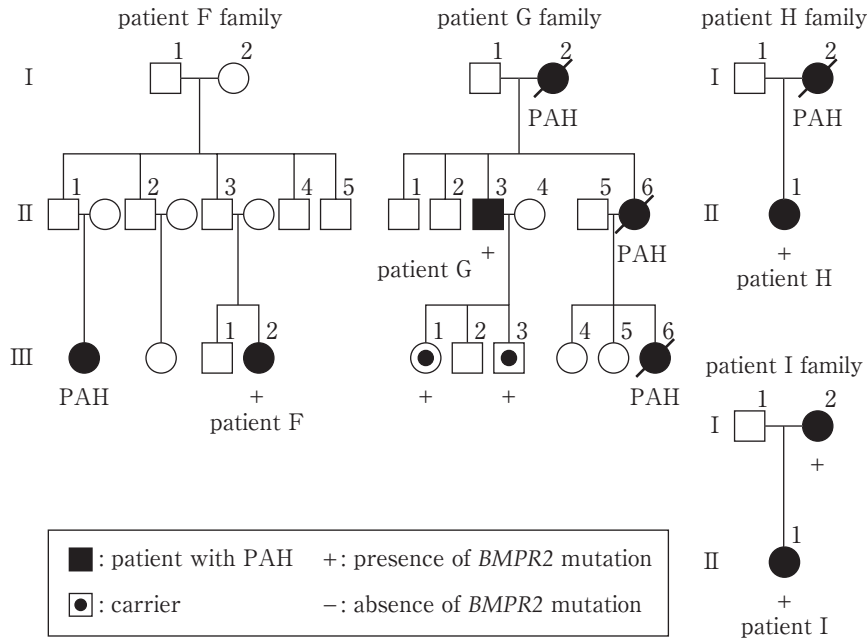 patient F family
patient G family
patient H family
I
1 2
1 2
PAH
I
1 2
PAH
II
1 2 3 4 5
1 2 3 4 5 6
+
patient G
PAH
II
1
+
patient H
III
PAH
1 2
+
patient F
1 2 3 4 5 6
+ +
PAH
patient I family
I
1 2
+
II
1
+
patient I
: patient with PAH +: presence of BMPR2 mutation
: carrier −: absence of BMPR2 mutation